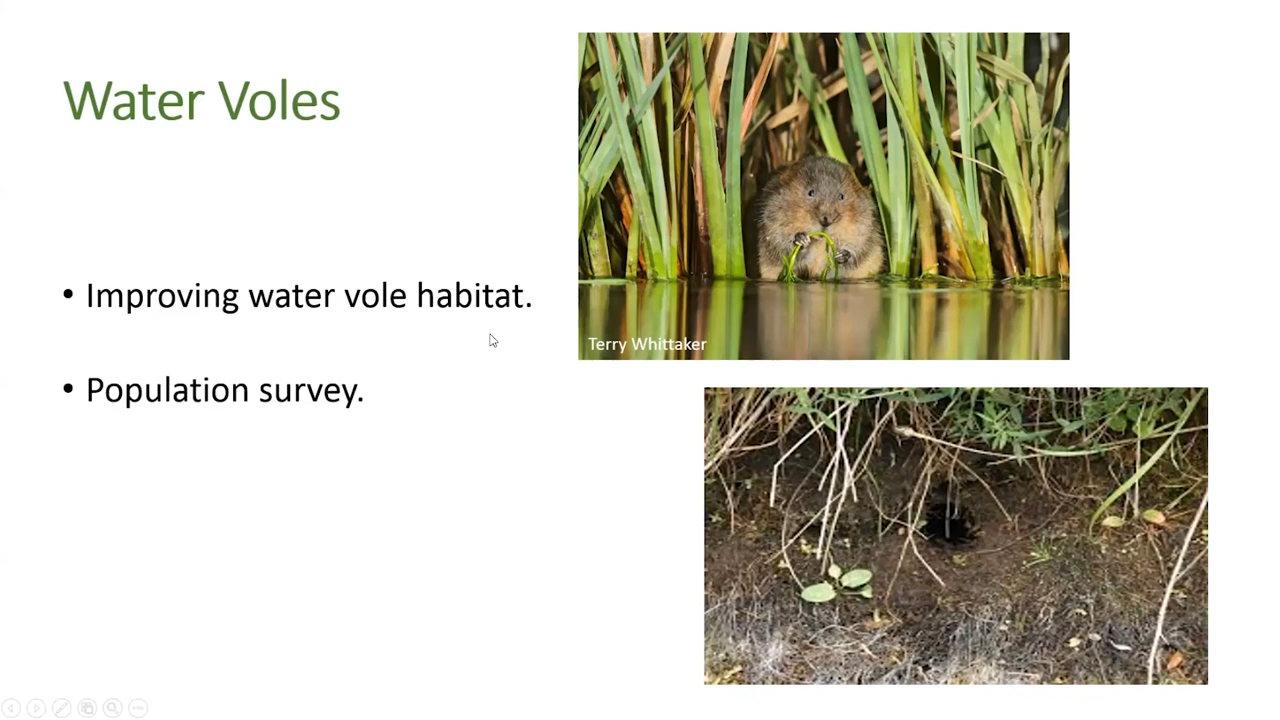 Water Voles
• Improving water vole habitat.
• Population survey.
Terry Whittaker